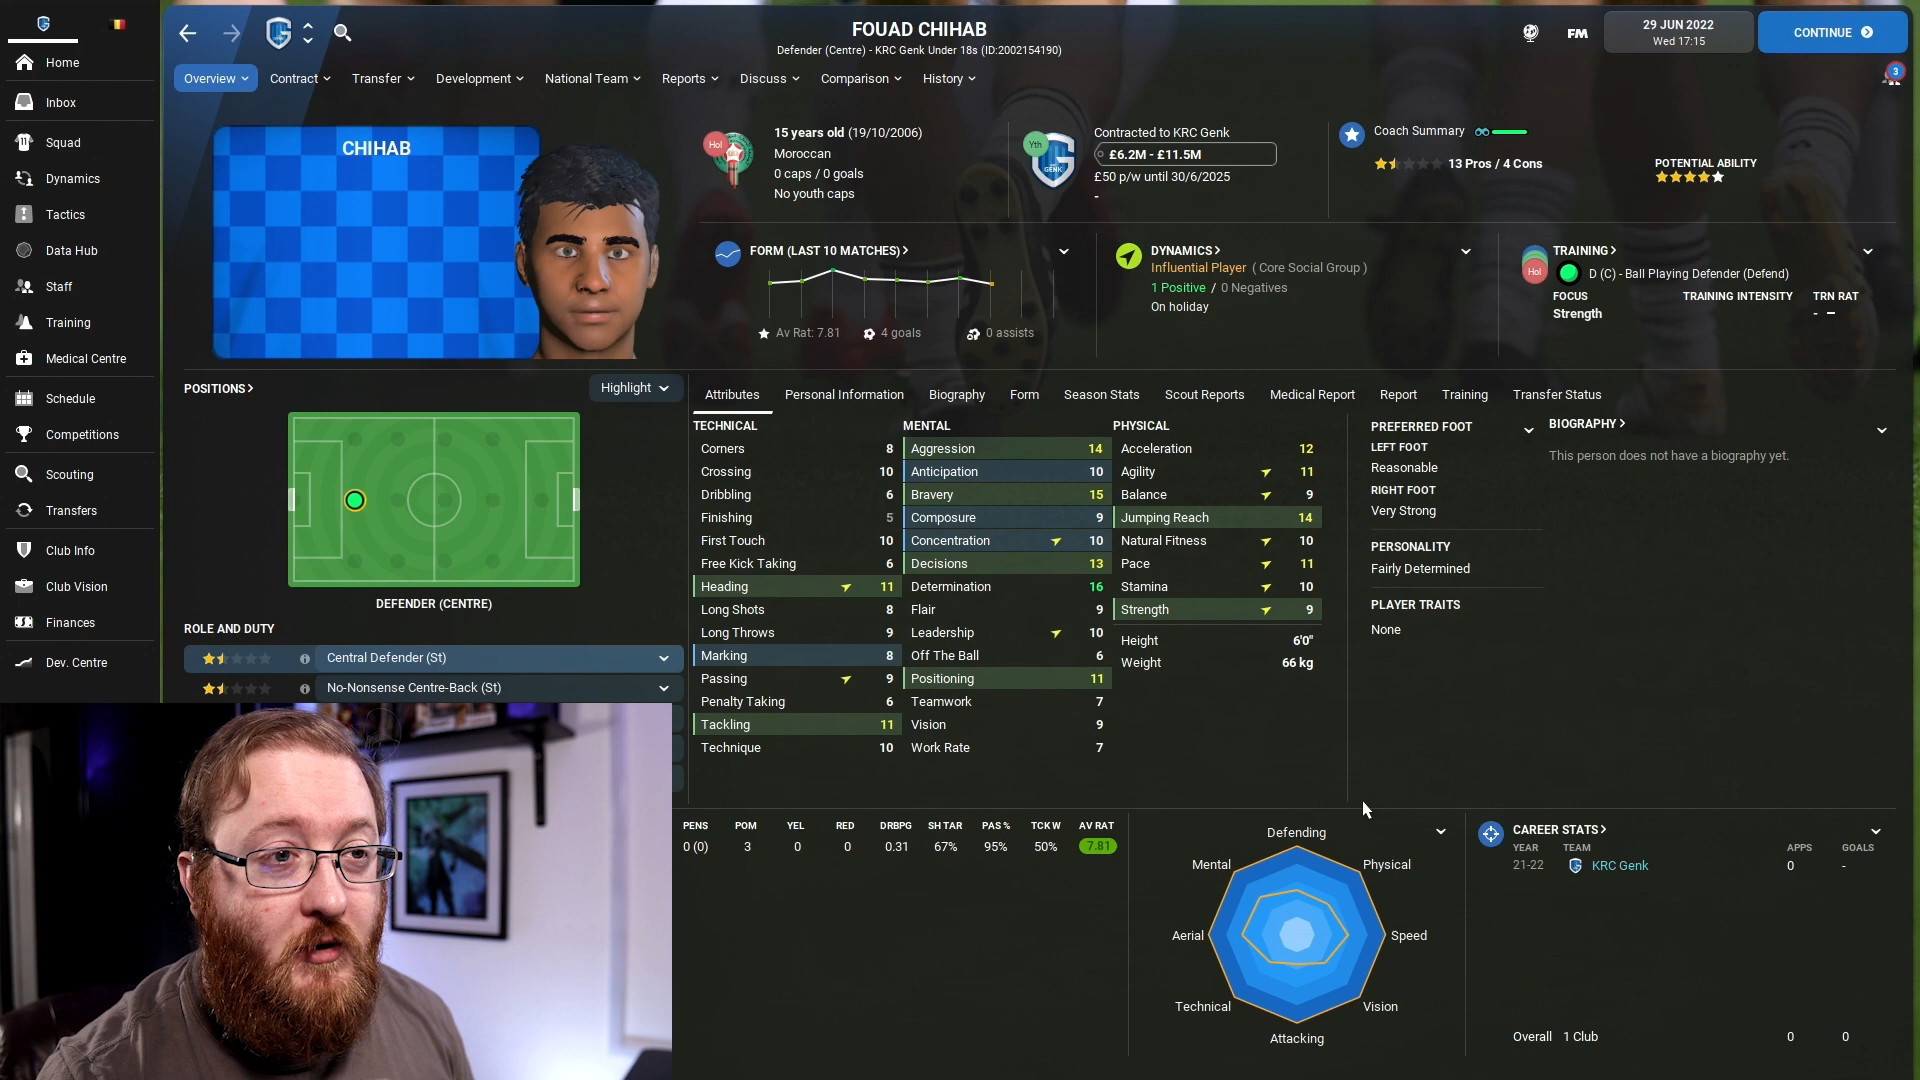 FOUAD CHIHAB
Defender (Centre) - KRC Genk Under 18s (ID:2002154190)
FM
29 JUN 2022
Wed 17:15
CONTINUE
Home
Inbox
Squad
Dynamics
Tactics
Data Hub
Staff
Training
Medical Centre
Schedule
Competitions
Scouting
Transfers
Club Info
Club Vision
Finances
Dev. Centre
Overview Contract Transfer Development National Team Reports Discuss Comparison History
3
CHIHAB
Hol
15 years old (19/10/2006)
Moroccan
0 caps / 0 goals
No youth caps
Yth
GENK
Contracted to KRC Genk
£6.2M - £11.5M
£50 p/w until 30/6/2025
-
Coach Summary
13 Pros / 4 Cons
POTENTIAL ABILITY
FORM (LAST 10 MATCHES)
Av Rat: 7.81 4 goals 0 assists
DYNAMICS
Influential Player ( Core Social Group )
1 Positive / 0 Negatives
On holiday
TRAINING
Hol
D (C) - Ball Playing Defender (Defend)
FOCUS TRAINING INTENSITY TRN RAT
Strength - -
POSITIONS
Highlight
DEFENDER (CENTRE)
ROLE AND DUTY
Central Defender (St)
No-Nonsense Centre-Back (St)
Attributes Personal Information Biography Form Season Stats Scout Reports Medical Report Report Training Transfer Status
TECHNICAL
Corners 8
Crossing 10
Dribbling 6
Finishing 5
First Touch 10
Free Kick Taking 6
Heading 11
Long Shots 8
Long Throws 9
Marking 8
Passing 9
Penalty Taking 6
Tackling 11
Technique 10
MENTAL
Aggression 14
Anticipation 10
Bravery 15
Composure 9
Concentration 10
Decisions 13
Determination 16
Flair 9
Leadership 10
Off The Ball 6
Positioning 11
Teamwork 7
Vision 9
Work Rate 7
PHYSICAL
Acceleration 12
Agility 11
Balance 9
Jumping Reach 14
Natural Fitness 10
Pace 11
Stamina 10
Strength 9
Height 6'0"
Weight 66 kg
PREFERRED FOOT
LEFT FOOT
Reasonable
RIGHT FOOT
Very Strong
PERSONALITY
Fairly Determined
PLAYER TRAITS
None
BIOGRAPHY
This person does not have a biography yet.
PENS POM YEL RED DRBPG SH TAR PAS % TCK W AV RAT
0 (0) 3 0 0 0.31 67% 95% 50% 7.81
Defending
Mental Physical
Aerial Speed
Technical Vision
Attacking
CAREER STATS
YEAR TEAM APPS GOALS
21-22 KRC Genk 0 -
Overall 1 Club 0 0